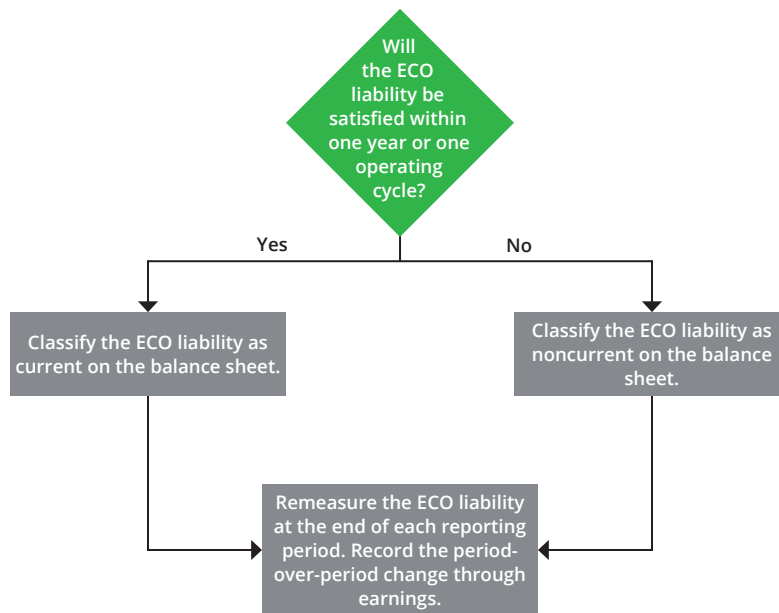 Will
the ECO
liability be
satisfied within
one year or one
operating
cycle?
Yes
No
Classify the ECO liability as
current on the balance sheet.
Classify the ECO liability as
noncurrent on the balance
sheet.
Remeasure the ECO liability
at the end of each reporting
period. Record the period-
over-period change through
earnings.